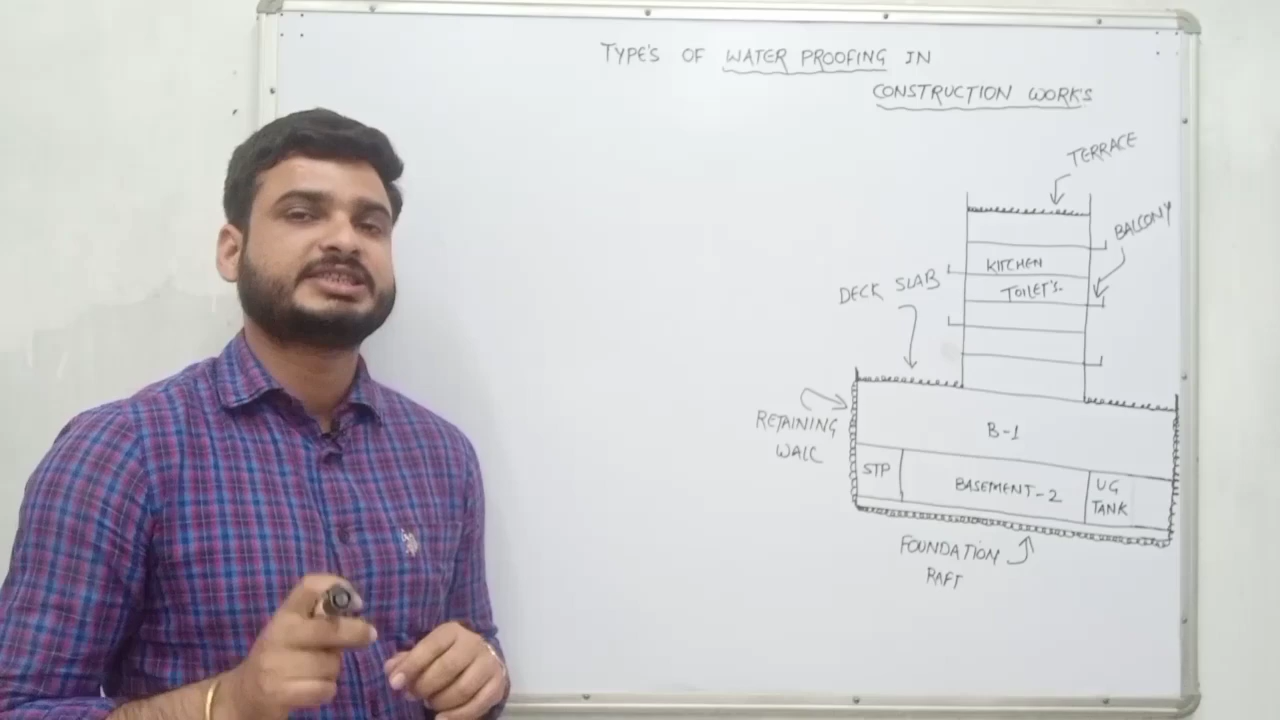 TYPE'S OF WATER PROOFING IN
CONSTRUCTION WORKS
TERRACE
BALCONY
KITCHEN
TOILET'S.
DECK SLAB
RETAINING
WALL
B-1
STP
BASEMENT-2
UG
TANK
FOUNDATION
RAFT